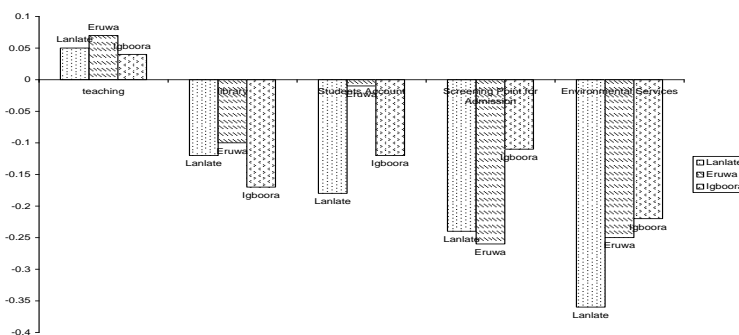 0.1
0.05
0
-0.05
-0.1
-0.15
-0.2
-0.25
-0.3
-0.35
-0.4
Lanlate
Eruwa
Igboora
teaching
library
Lanlate
Eruwa
Igboora
Students Account
Lanlate
Eruwa
Igboora
Screening Point for
Admission
Lanlate
Eruwa
Igboora
Environmental Services
Lanlate
Eruwa
Igboora
Lanlate
Eruwa
Igboora